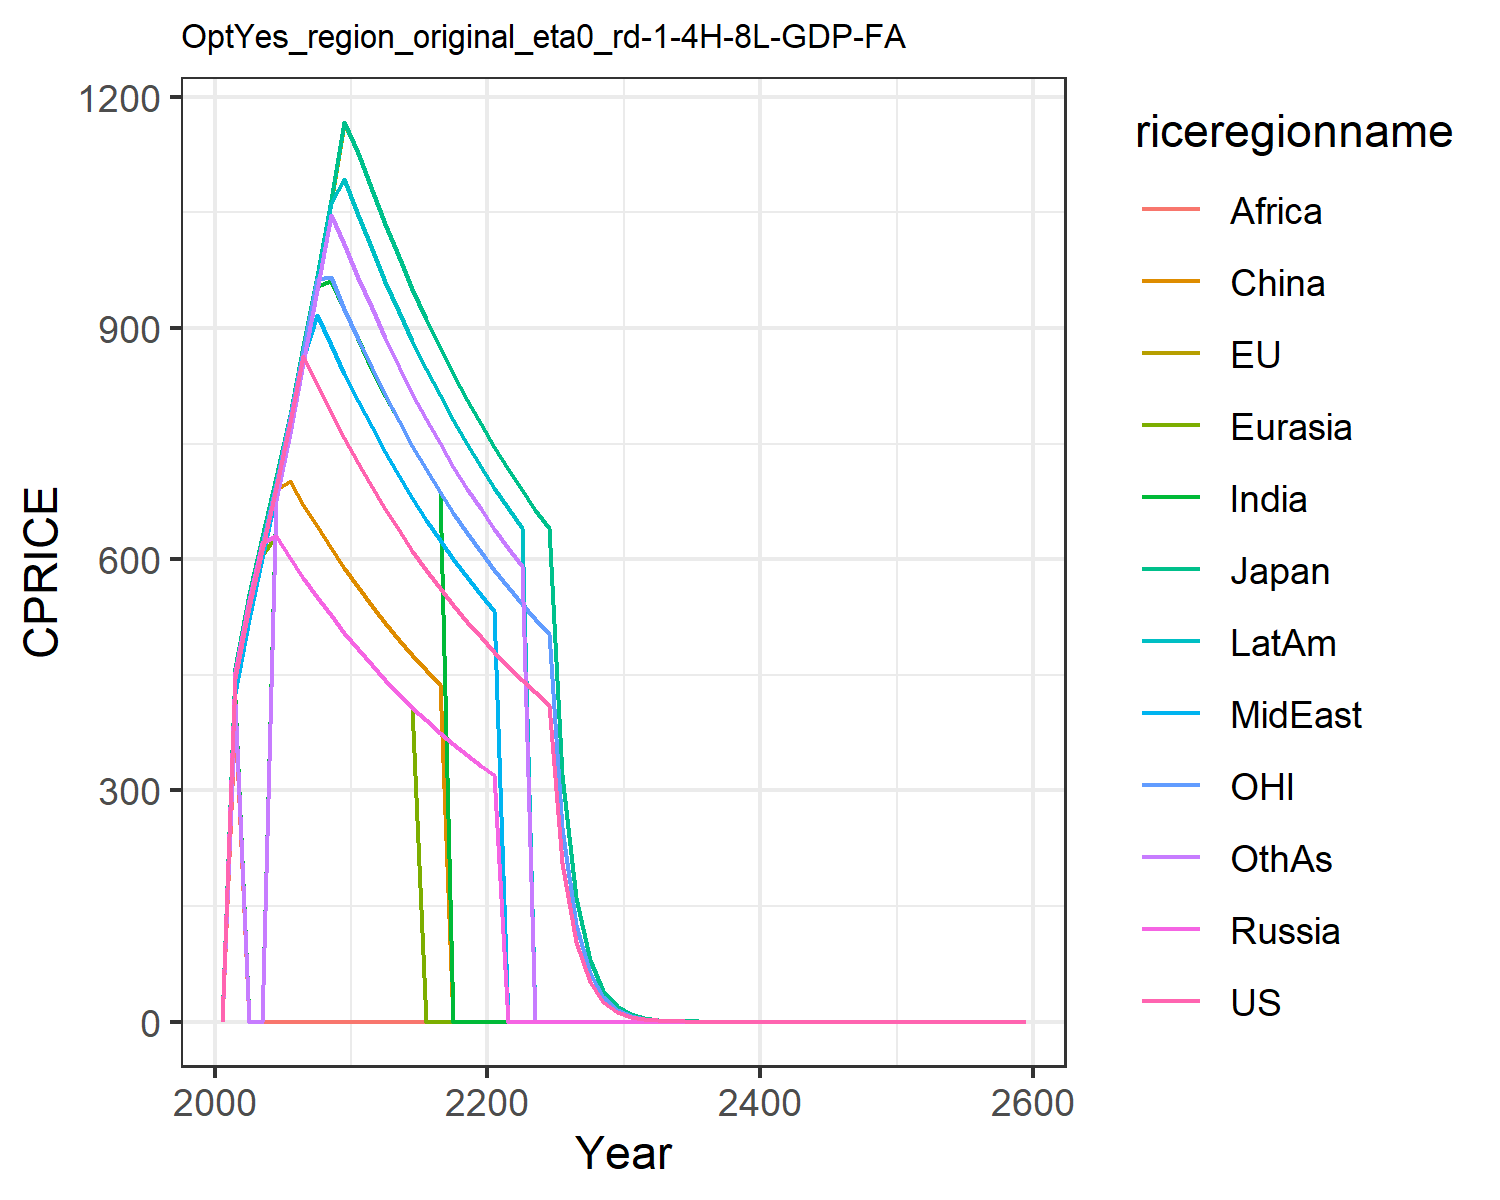 OptYes_region_original_eta0_rd-1-4H-8L-GDP-FA
1200
900
600
300
0
CPRICE
2000 2200 2400 2600
Year
riceregionname
Africa
China
EU
Eurasia
India
Japan
LatAm
MidEast
OHI
OthAs
Russia
US